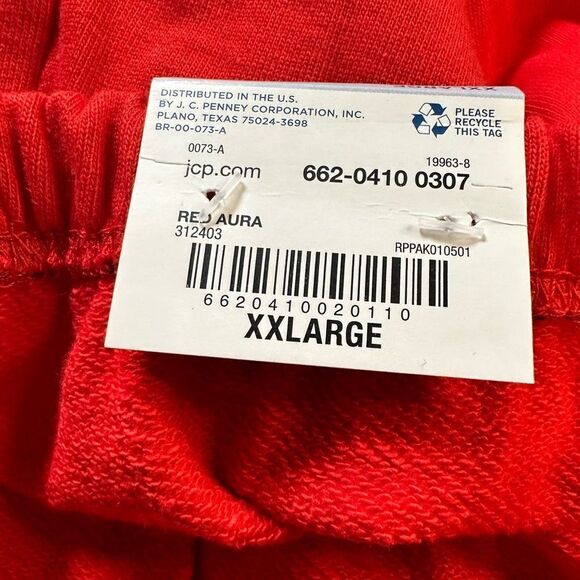 DISTRIBUTED IN THE U.S.
BY J. C. PENNEY CORPORATION, INC.
PLANO, TEXAS 75024-3698
BR-00-073-A
PLEASE
RECYCLE
THIS TAG
0073-A
19963-8
jcp.com
662-0410 0307
RED AURA
312403
RPPAK010501
6620410020110
XXLARGE